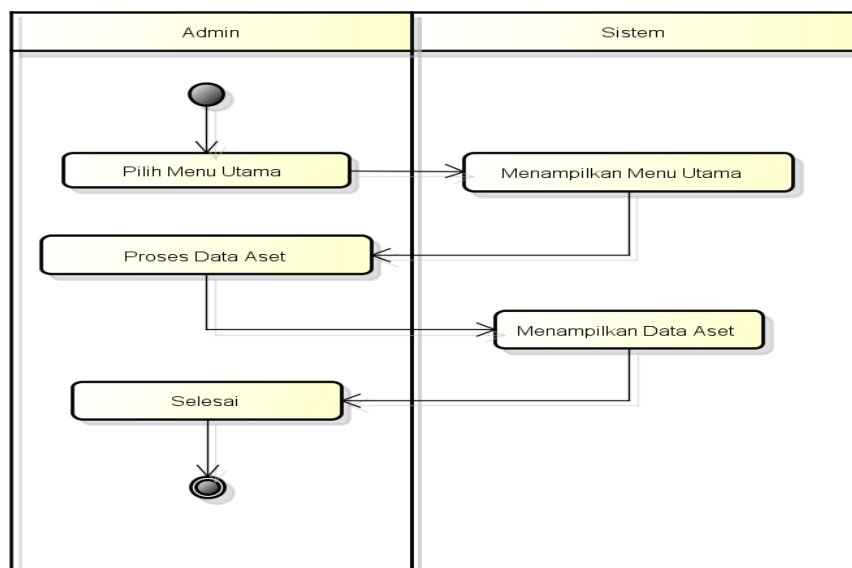 Admin
Sistem
Pilih Menu Utama
Menampilkan Menu Utama
Proses Data Aset
Menampilkan Data Aset
Selesai